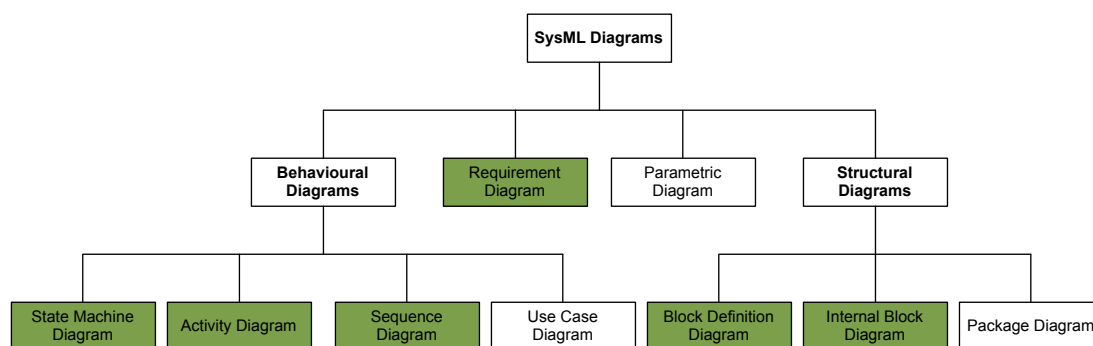 SysML Diagrams
Behavioural
Diagrams
Requirement
Diagram
Parametric
Diagram
Structural
Diagrams
State Machine
Diagram
Activity Diagram
Sequence
Diagram
Use Case
Diagram
Block Definition
Diagram
Internal Block
Diagram
Package Diagram